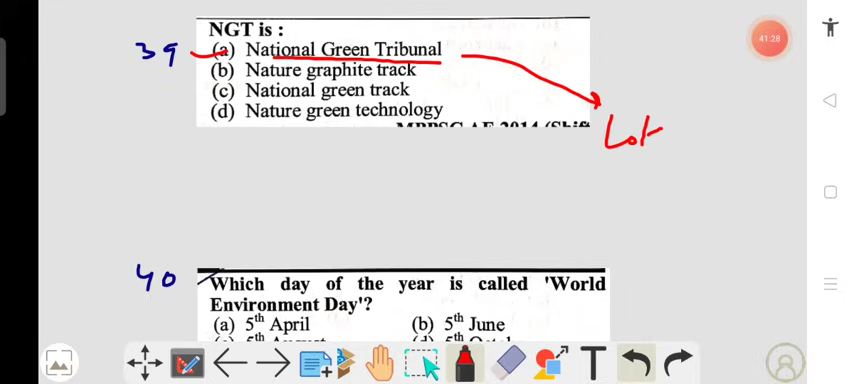 39
NGT is :
(a) National Green Tribunal
(b) Nature graphite track
(c) National green track
(d) Nature green technology
41:28
40
Which day of the year is called 'World
Environment Day'?
(a) 5th April
(b) 5th June
T